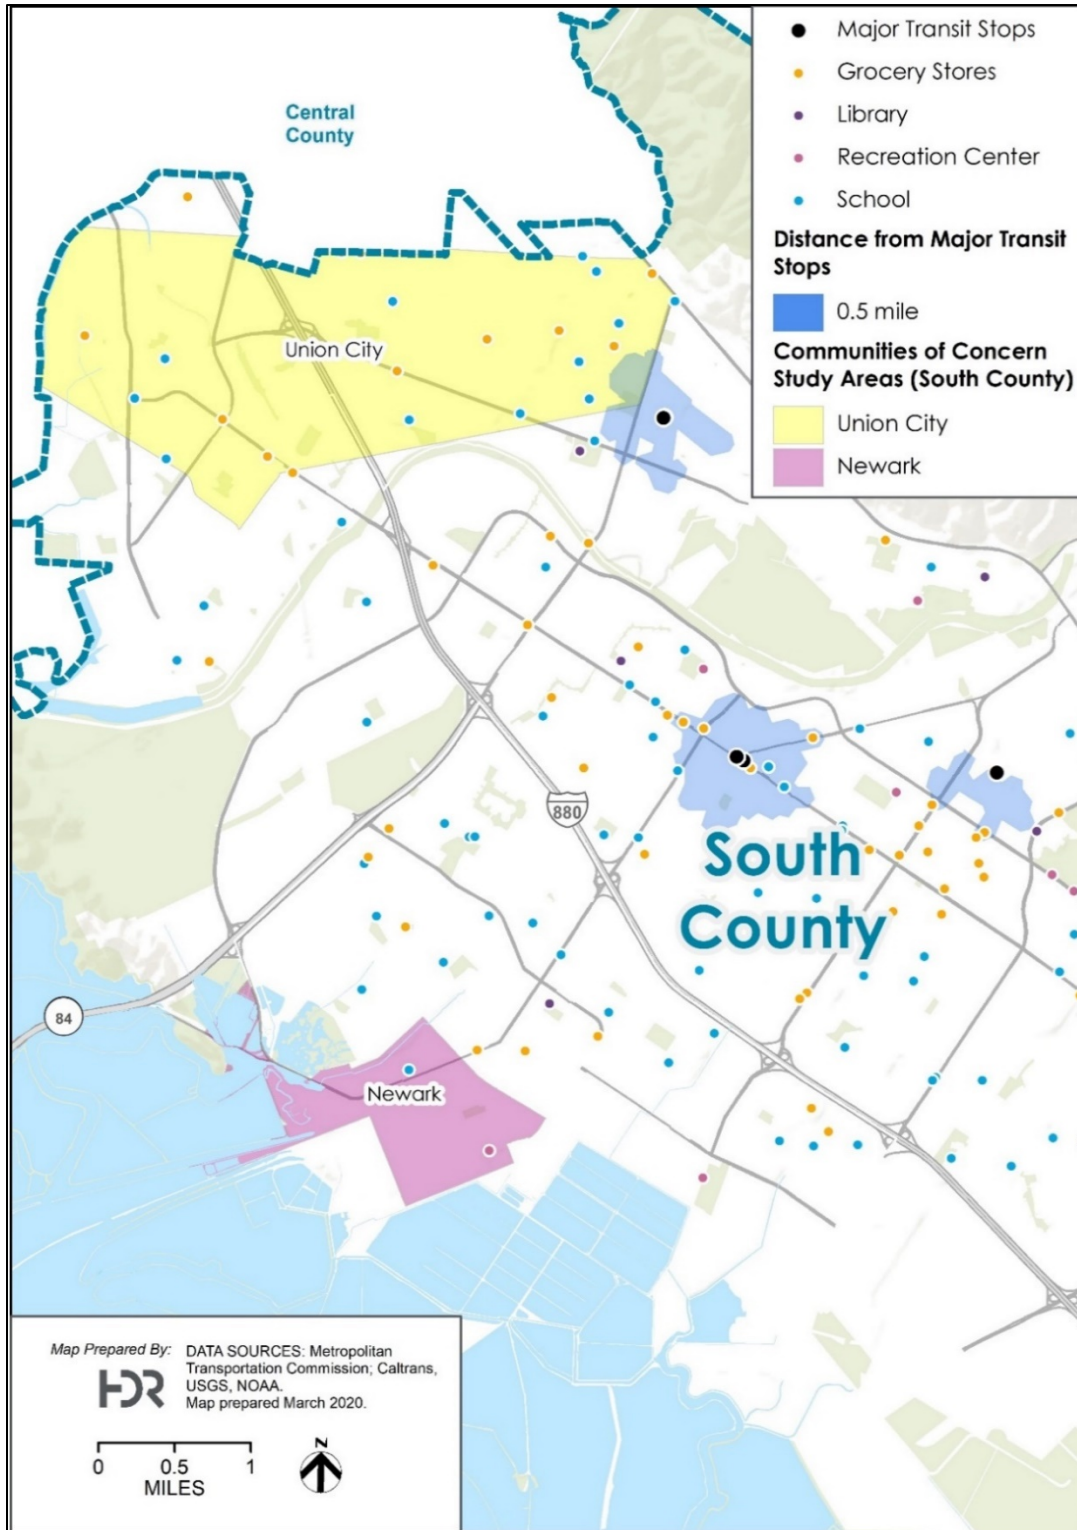 Major Transit Stops
Grocery Stores
Library
Recreation Center
School
Distance from Major Transit
Stops
0.5 mile
Communities of Concern
Study Areas (South County)
Union City
Newark
Central
County
Union City
880
South
County
84
Newark
Map Prepared By:
HDR
DATA SOURCES: Metropolitan
Transportation Commission; Caltrans,
USGS, NOAA.
Map prepared March 2020.
0 0.5 1
MILES
N